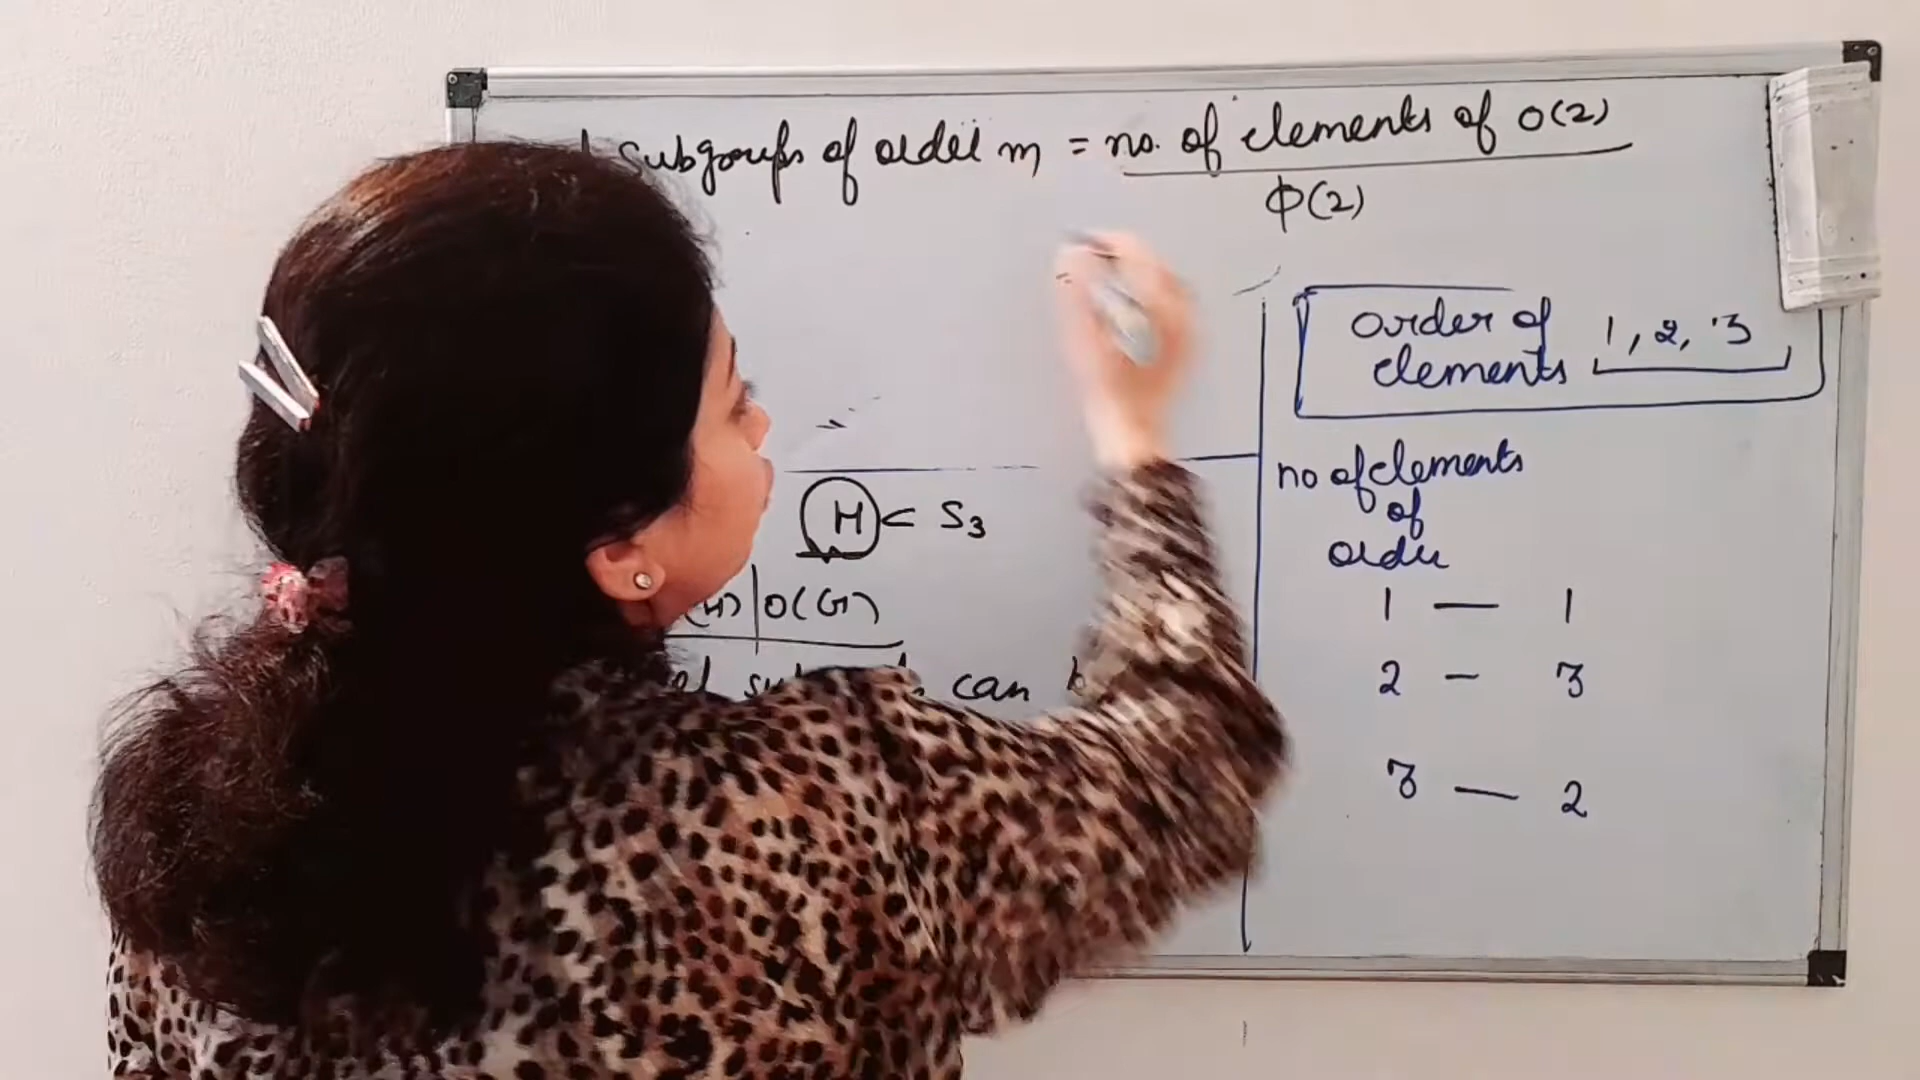 subgroups of order m = no. of elements of O(2)
Φ(2)
order of 1, 2, 3
elements
no of elements
of
order
1 — 1
2 - 3
3 — 2
H < S₃
O(G)
can